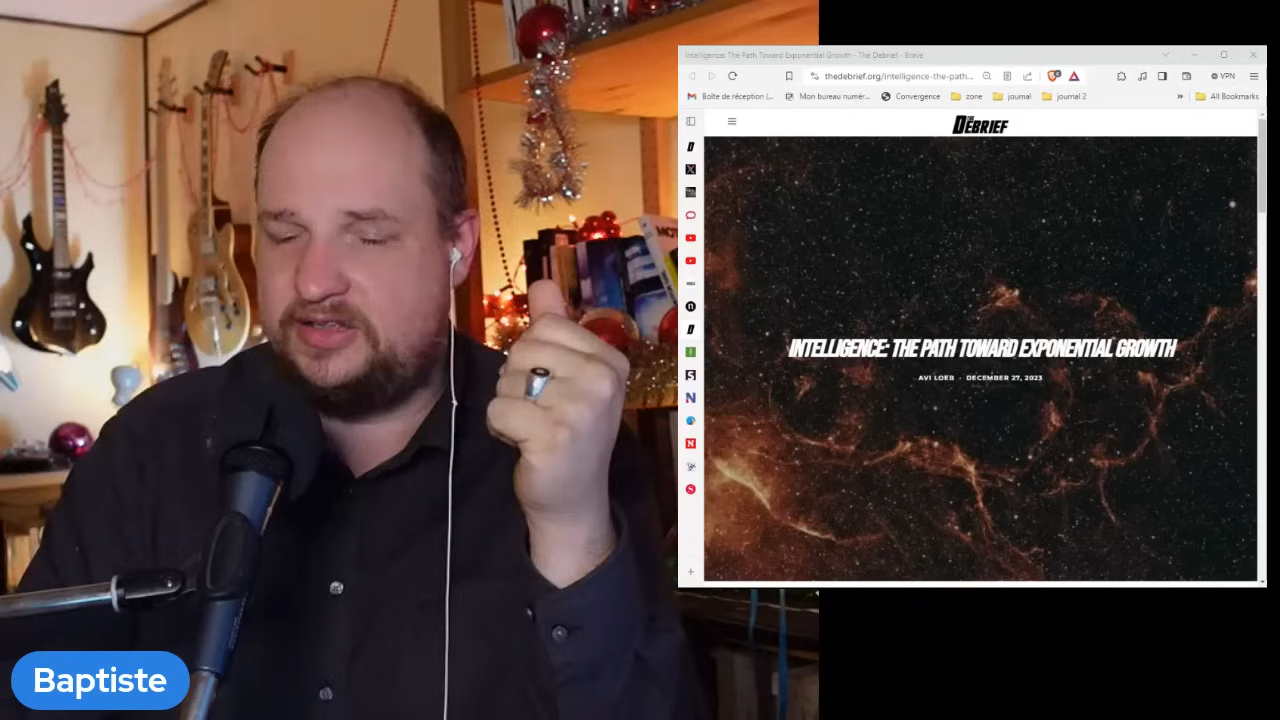 Intelligence: The Path Toward Exponential Growth - The Debrief - Brave
thedebrief.org/intelligence-the-path...
VPN
Boîte de réception (...
Mon bureau numér...
Convergence
zone
journal
journal 2
»
All Bookmarks
THE DEBRIEF
INTELLIGENCE: THE PATH TOWARD EXPONENTIAL GROWTH
AVI LOEB - DECEMBER 27, 2023
Baptiste